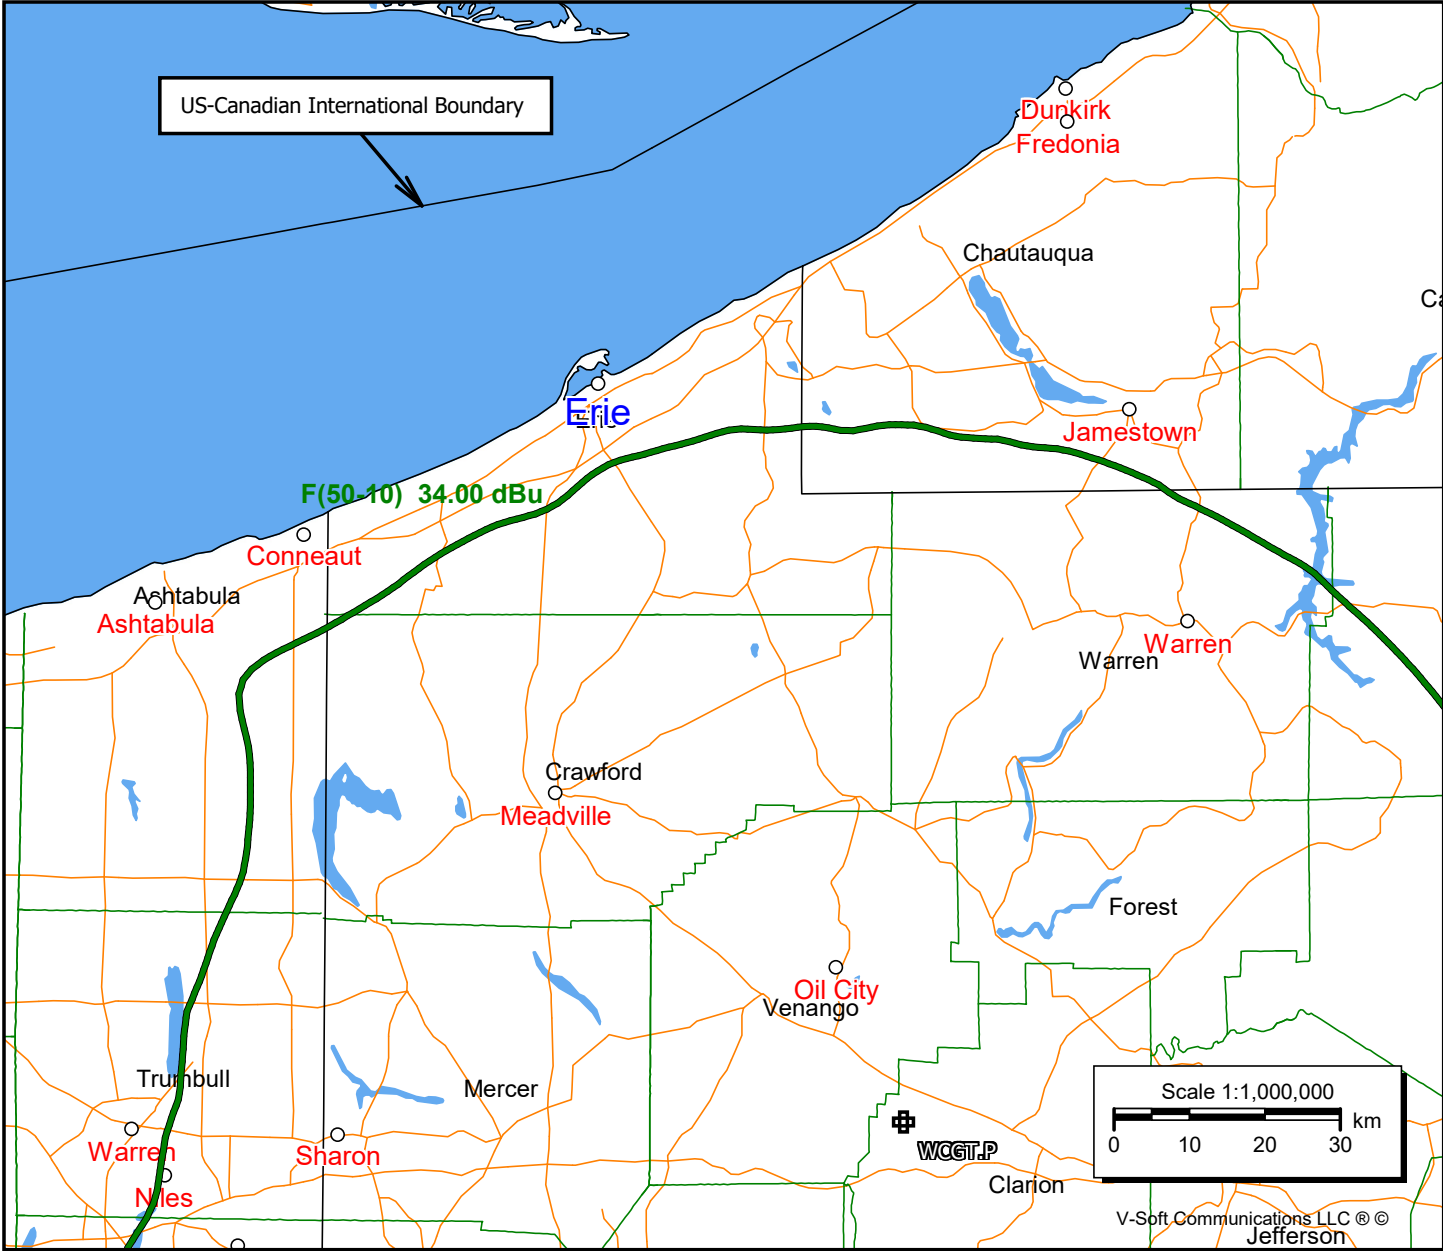 US-Canadian International Boundary
Dunkirk
Fredonia
Chautauqua
Ca
Erie
Erie
Jamestown
F(50-10) 34.00 dBu
Conneaut
Ashtabula
Ashtabula
Warren
Warren
Crawford
Meadville
Forest
Oil City
Venango
Trumbull
Mercer
Scale 1:1,000,000
km
0 10 20 30
WCGT.P
Warren
Sharon
Clarion
Niles
V-Soft Communications LLC ® ©
Jefferson